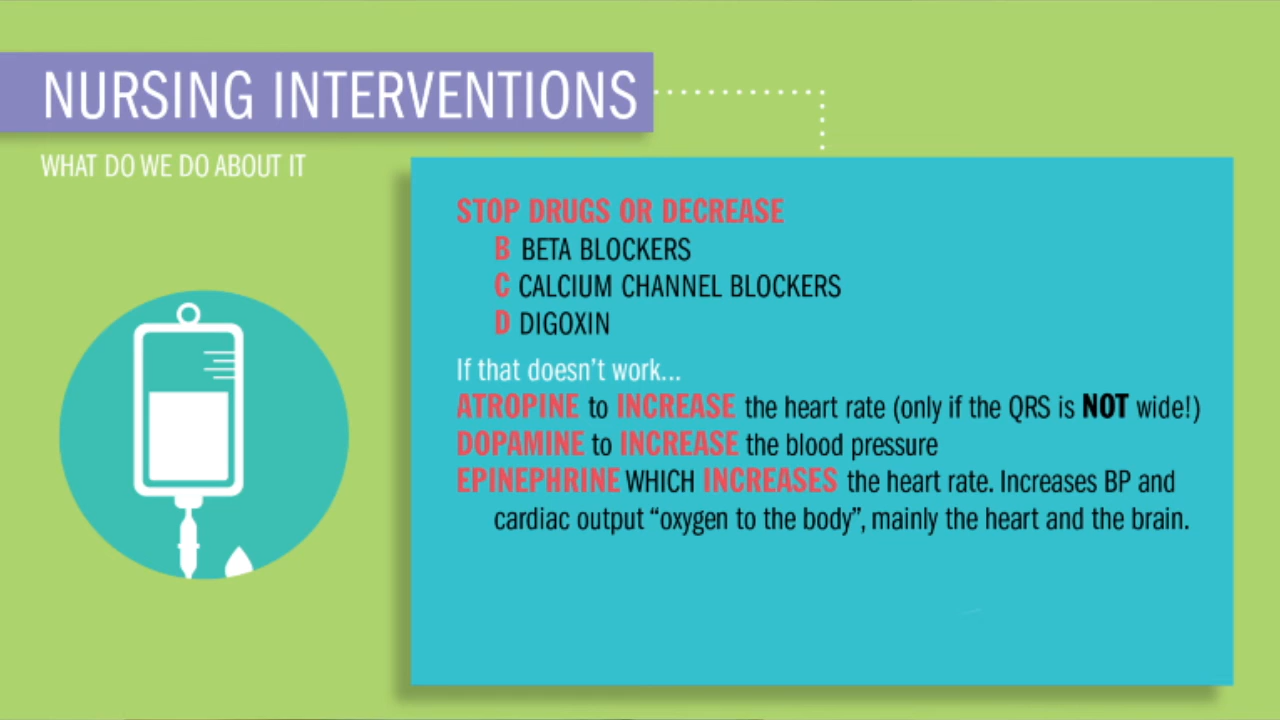 NURSING INTERVENTIONS
WHAT DO WE DO ABOUT IT
STOP DRUGS OR DECREASE
B BETA BLOCKERS
C CALCIUM CHANNEL BLOCKERS
D DIGOXIN
If that doesn't work...
ATROPINE to INCREASE the heart rate (only if the QRS is NOT wide!)
DOPAMINE to INCREASE the blood pressure
EPINEPHRINE WHICH INCREASES the heart rate. Increases BP and
cardiac output “oxygen to the body”, mainly the heart and the brain.